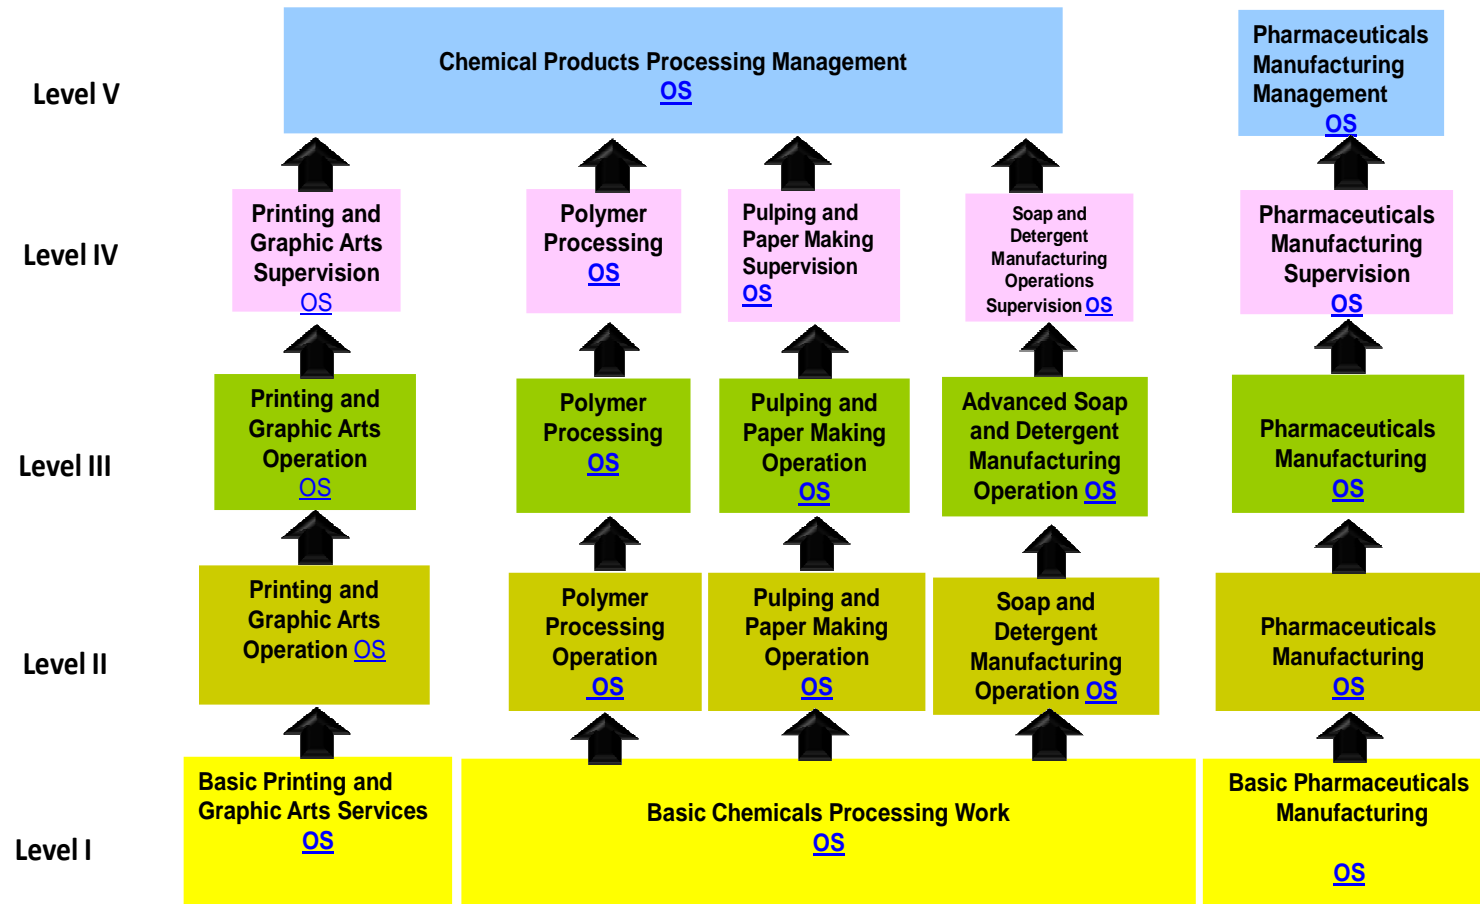 Level V
Chemical Products Processing Management
OS
Pharmaceuticals
Manufacturing
Management
OS
Level IV
Printing and
Graphic Arts
Supervision
OS
Polymer
Processing
OS
Pulping and
Paper Making
Supervision
OS
Soap and
Detergent
Manufacturing
Operations
Supervision OS
Pharmaceuticals
Manufacturing
Supervision
OS
Level III
Printing and
Graphic Arts
Operation
OS
Polymer
Processing
OS
Pulping and
Paper Making
Operation
OS
Advanced Soap
and Detergent
Manufacturing
Operation OS
Pharmaceuticals
Manufacturing
OS
Level II
Printing and
Graphic Arts
Operation OS
Polymer
Processing
Operation
OS
Pulping and
Paper Making
Operation
OS
Soap and
Detergent
Manufacturing
Operation OS
Pharmaceuticals
Manufacturing
OS
Level I
Basic Printing and
Graphic Arts Services
OS
Basic Chemicals Processing Work
OS
Basic Pharmaceuticals
Manufacturing
OS